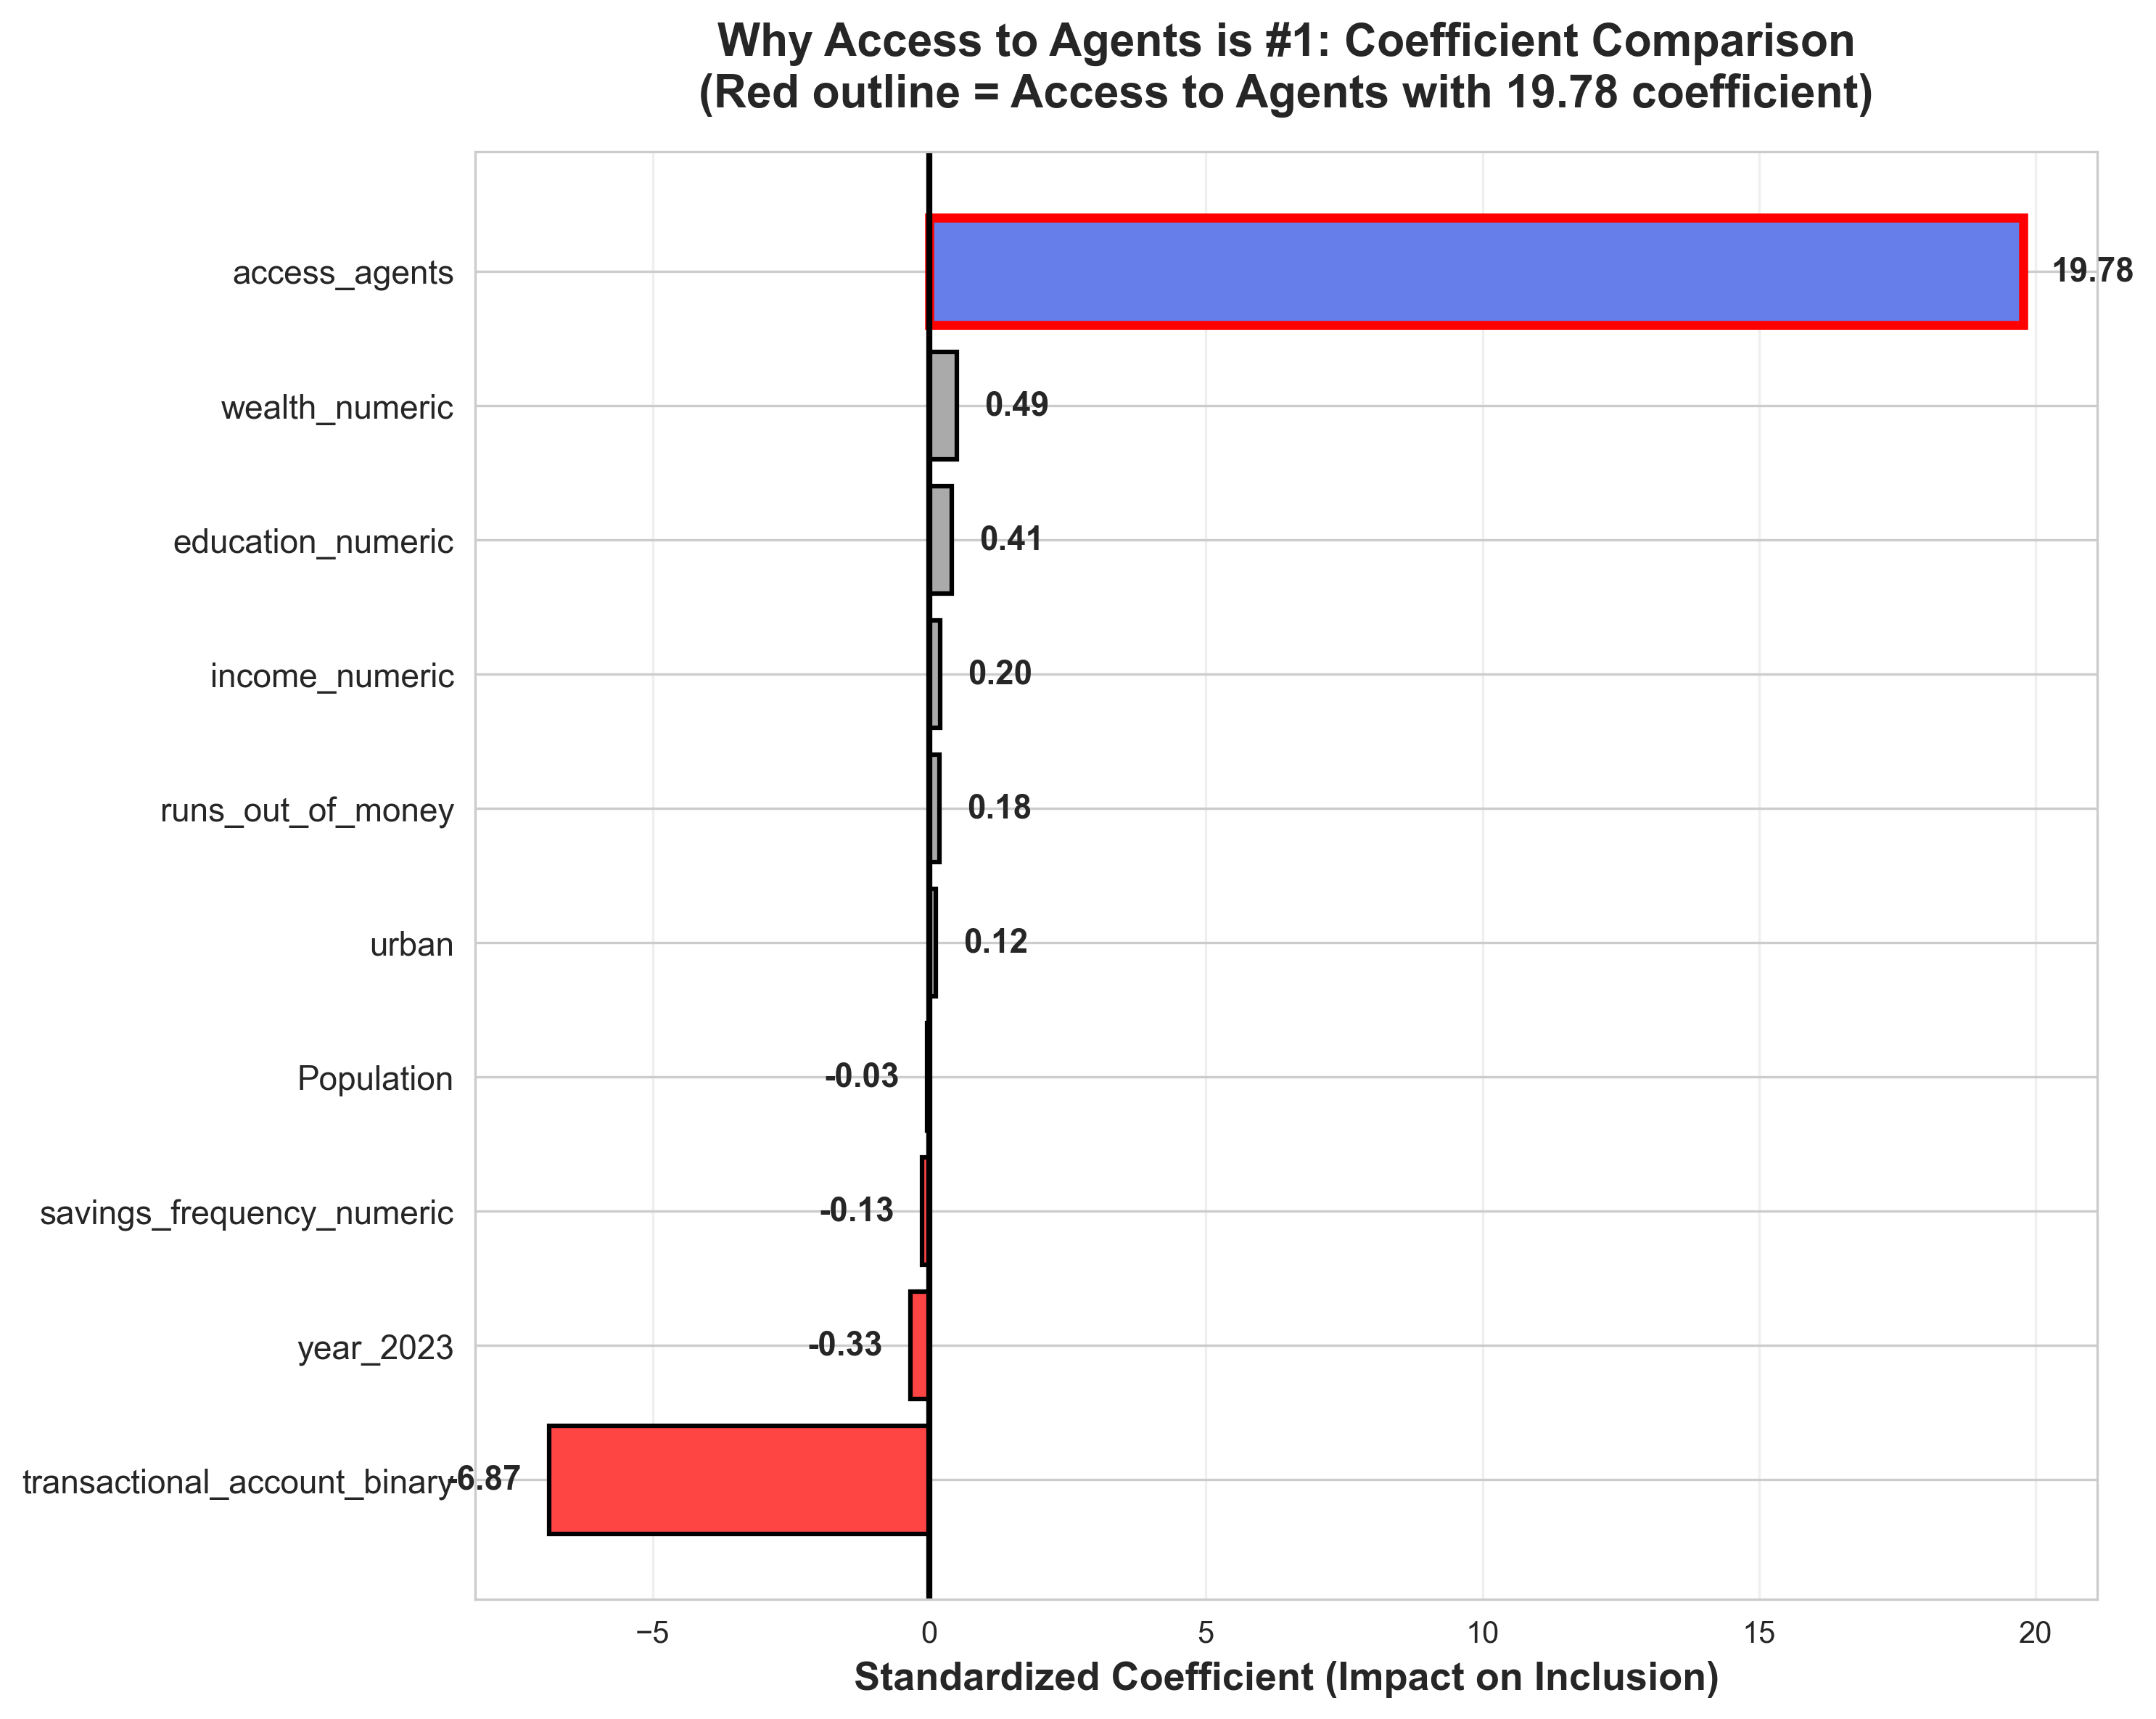 Why Access to Agents is #1: Coefficient Comparison
(Red outline = Access to Agents with 19.78 coefficient)
access_agents 19.78
wealth_numeric 0.49
education_numeric 0.41
income_numeric 0.20
runs_out_of_money 0.18
urban 0.12
Population -0.03
savings_frequency_numeric -0.13
year_2023 -0.33
transactional_account_binary -6.87
−5 0 5 10 15 20
Standardized Coefficient (Impact on Inclusion)